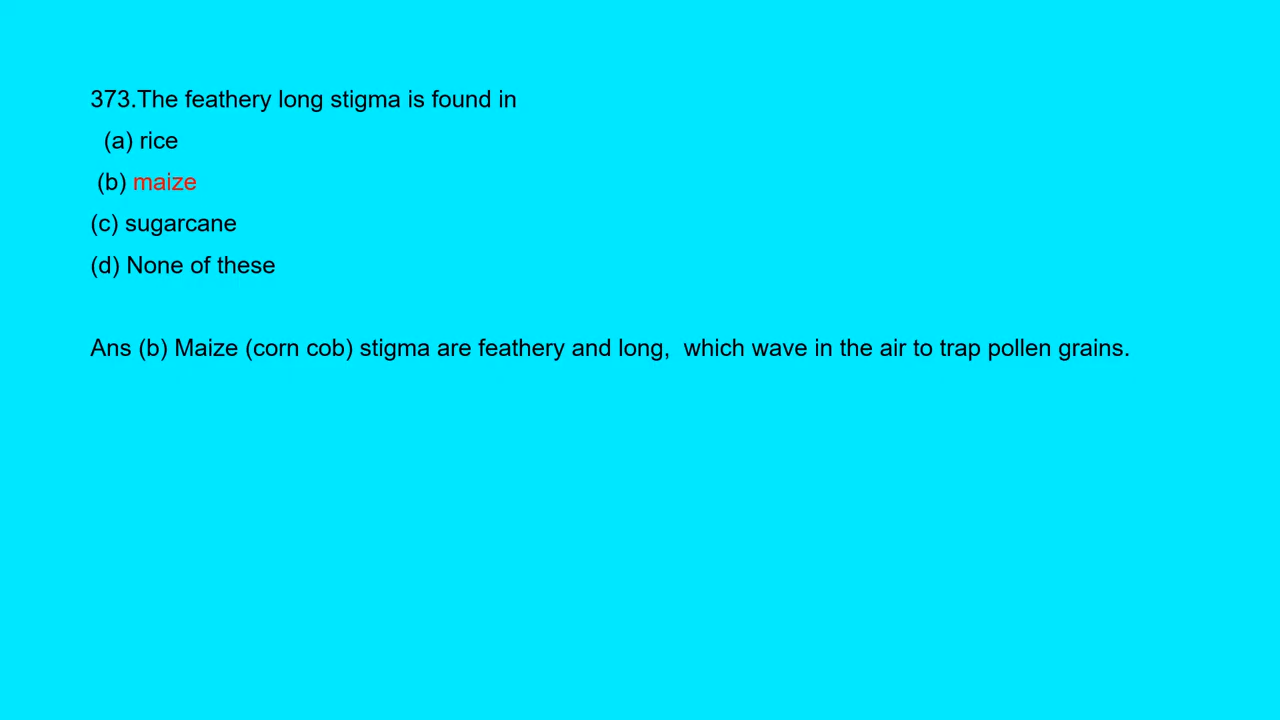 373.The feathery long stigma is found in
(a) rice
(b) maize
(c) sugarcane
(d) None of these
Ans (b) Maize (corn cob) stigma are feathery and long,  which wave in the air to trap pollen grains.